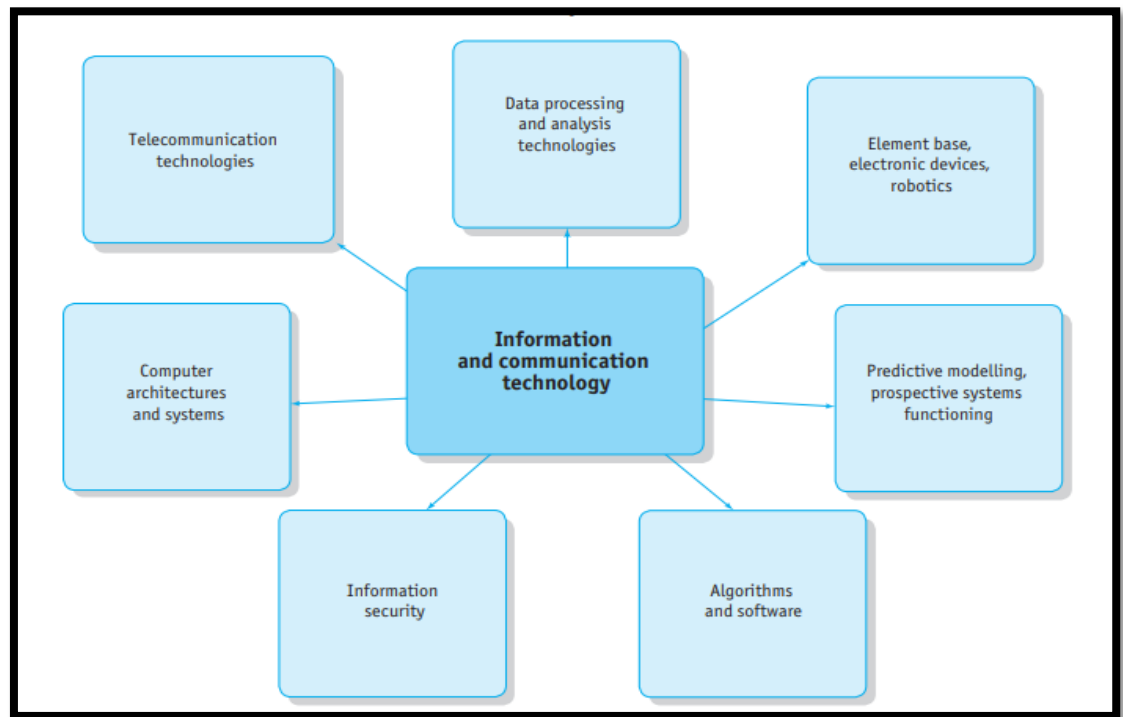 Telecommunication
technologies
Data processing
and analysis
technologies
Element base,
electronic devices,
robotics
Information
and communication
technology
Computer
architectures
and systems
Predictive modelling,
prospective systems
functioning
Information
security
Algorithms
and software